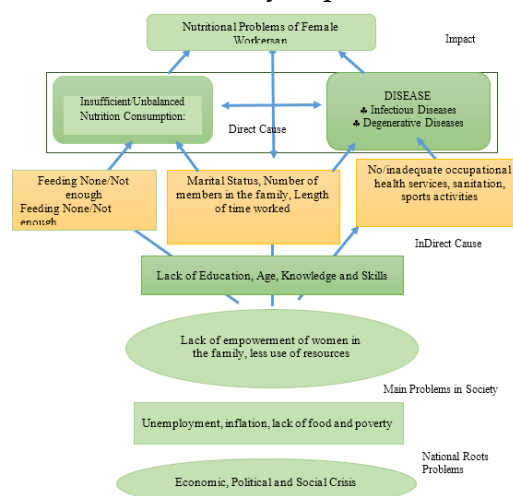 Nutritional Problems of Female
Workersan
Impact
Insufficient/Unbalanced
Nutrition Consumption:
DISEASE
♣ Infectious Diseases
♣ Degenerative Diseases
Direct Cause
Feeding None/Not
enough
Feeding None/Not
enough
Marital Status, Number of
members in the family, Length
of time worked
No/inadequate occupational
health services, sanitation,
sports activities
InDirect Cause
Lack of Education, Age, Knowledge and Skills
Lack of empowerment of women in
the family, less use of resources
Main Problems in Society
Unemployment, inflation, lack of food and poverty
National Roots
Problems
Economic, Political and Social Crisis